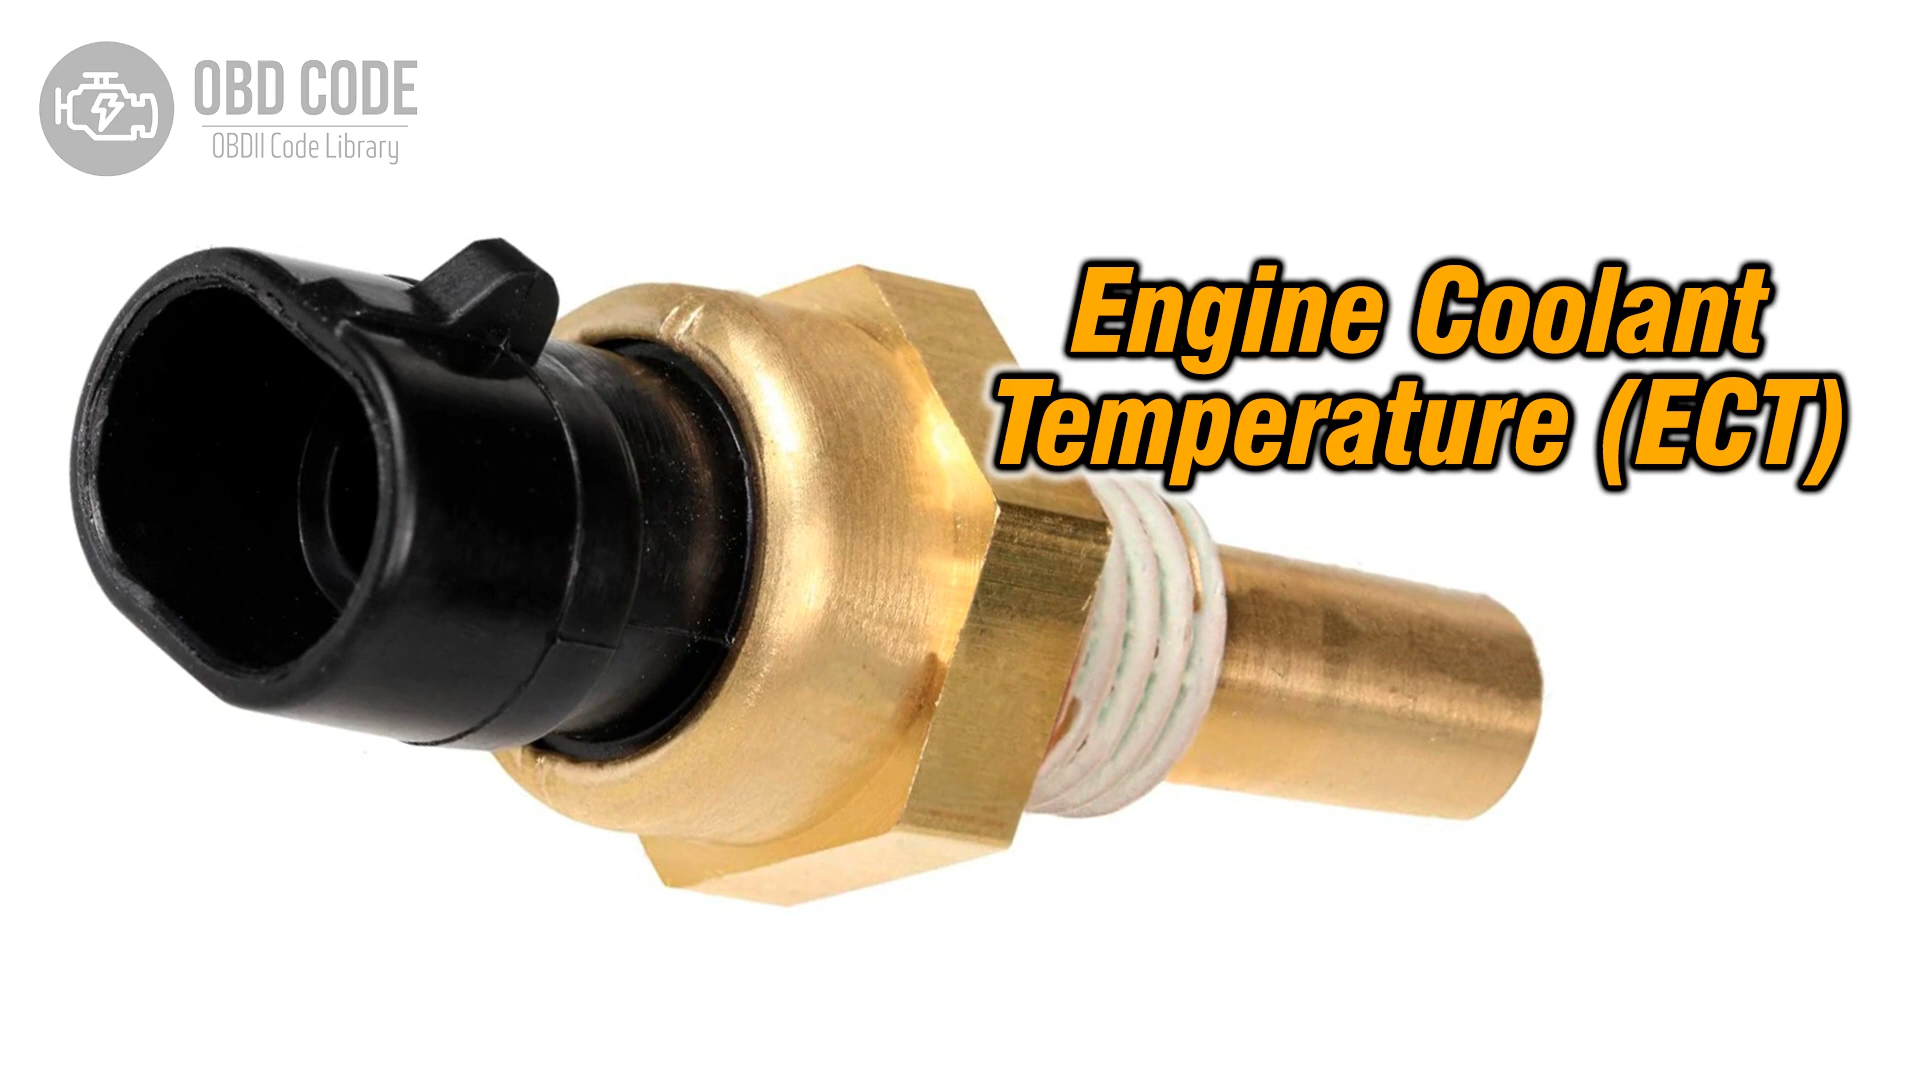 OBD CODE
OBDII Code Library
Engine Coolant
Temperature (ECT)